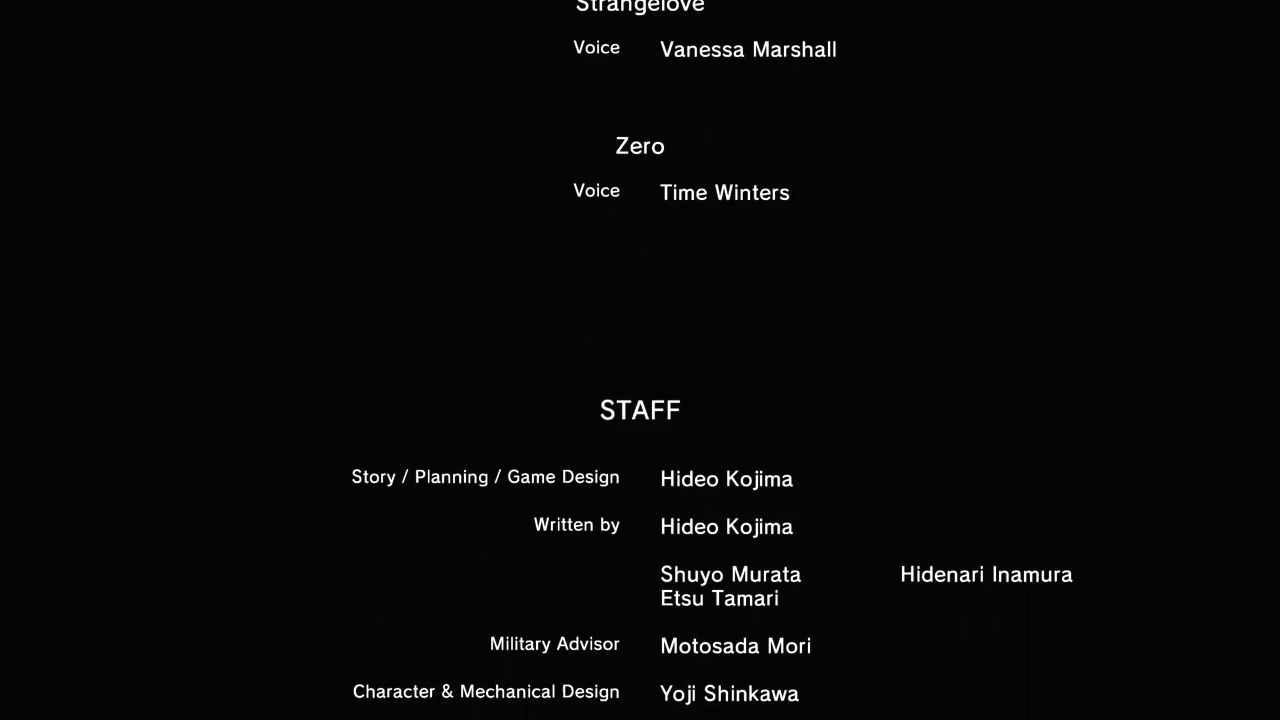 Strangelove
Voice Vanessa Marshall
Zero
Voice Time Winters
STAFF
Story / Planning / Game Design Hideo Kojima
Written by Hideo Kojima
Shuyo Murata Hidenari Inamura
Etsu Tamari
Military Advisor Motosada Mori
Character & Mechanical Design Yoji Shinkawa